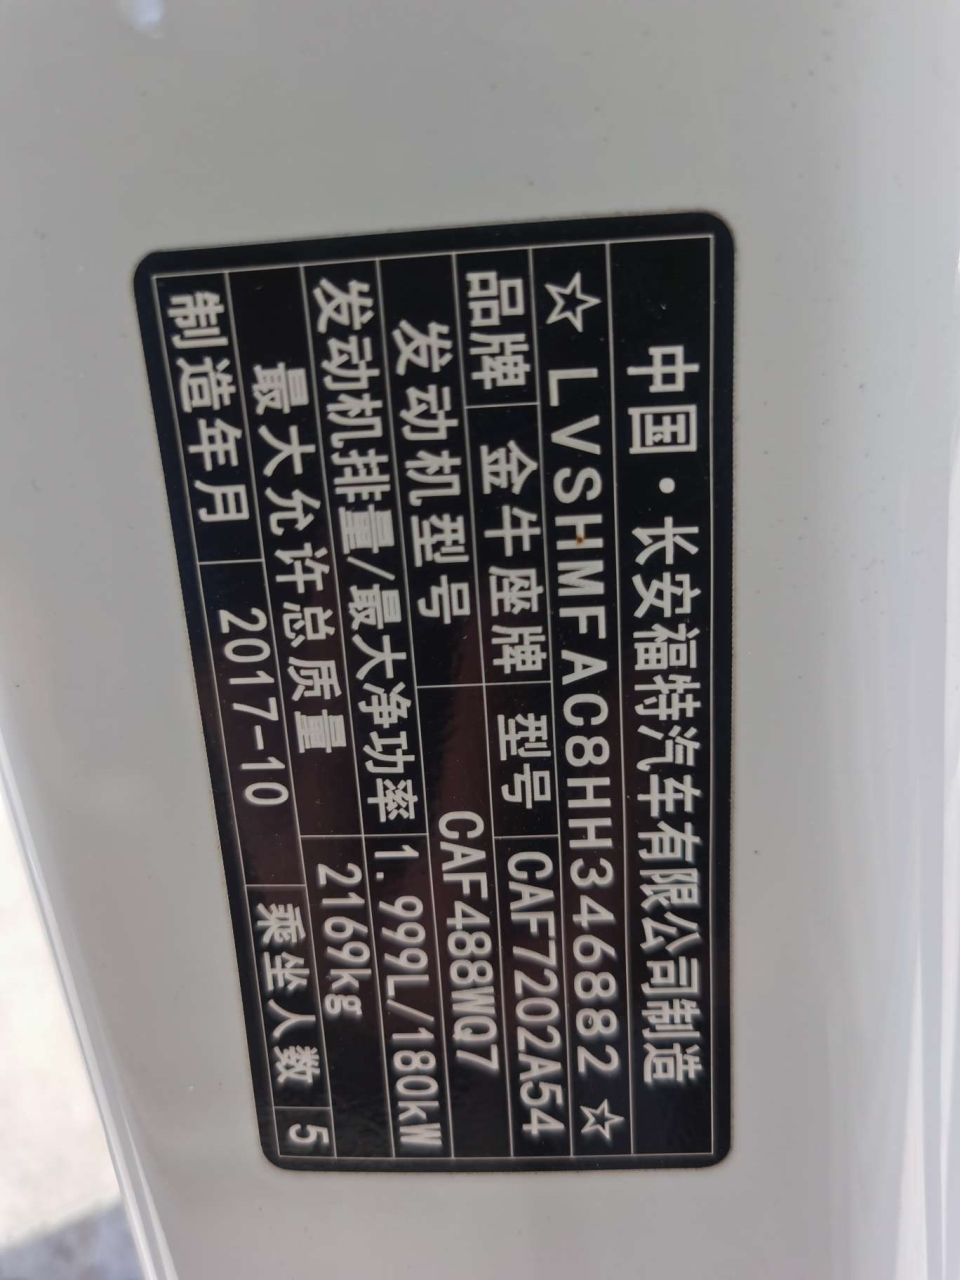 中国·长安福特汽车有限公司制造
☆LVSHMFAC8HH346882☆
品牌 金牛座牌 型号 CAF7202A54
发动机型号 CAF488WQ7
发动机排量/最大净功率 1.999L/180kW
最大允许总质量 2169kg
制造年月 2017-10 乘坐人数 5